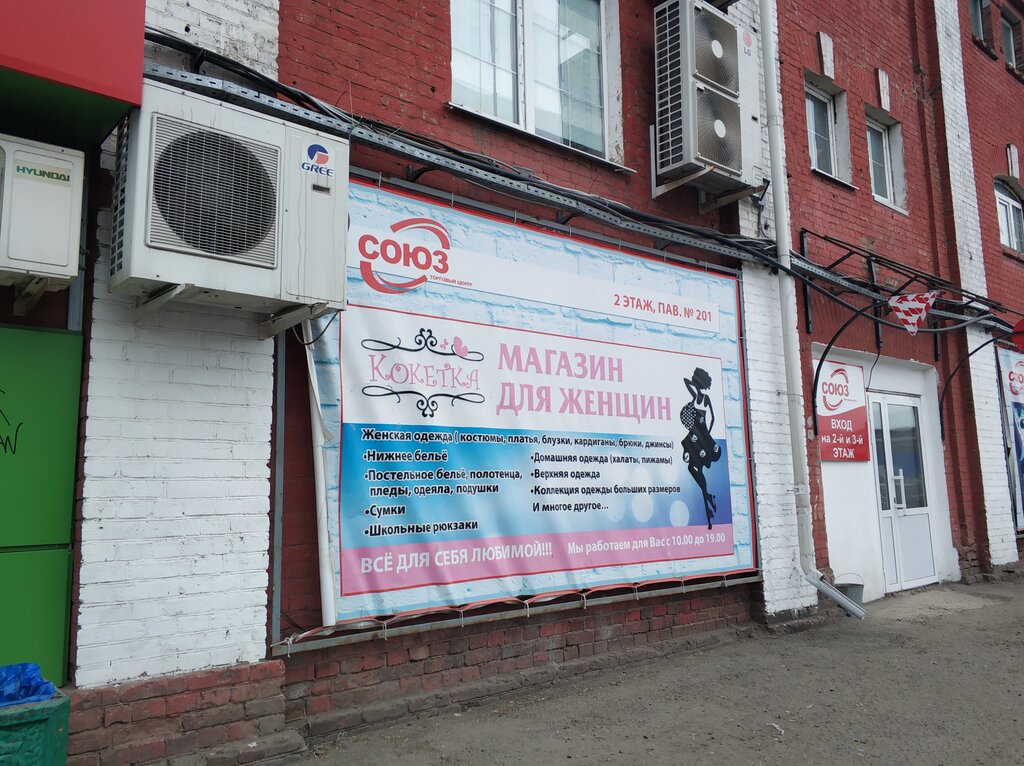 HYUNDAI
GREE
LG
СОЮЗ
ТОРГОВЫЙ ЦЕНТР
2 ЭТАЖ, ПАВ. № 201
КОКЕТКА
МАГАЗИН
ДЛЯ ЖЕНЩИН
Женская одежда ( костюмы, платья, блузки, кардиганы, брюки, джинсы)
•Нижнее бельё
•Постельное бельё, полотенца,
пледы, одеяла, подушки
•Сумки
•Школьные рюкзаки
•Домашняя одежда (халаты, пижамы)
•Верхняя одежда
•Коллекция одежды больших размеров
И многое другое...
ВСЁ ДЛЯ СЕБЯ ЛЮБИМОЙ!!!
Мы работаем для Вас с 10.00 до 19.00
СОЮЗ
ВХОД
на 2-й и 3-й
ЭТАЖ